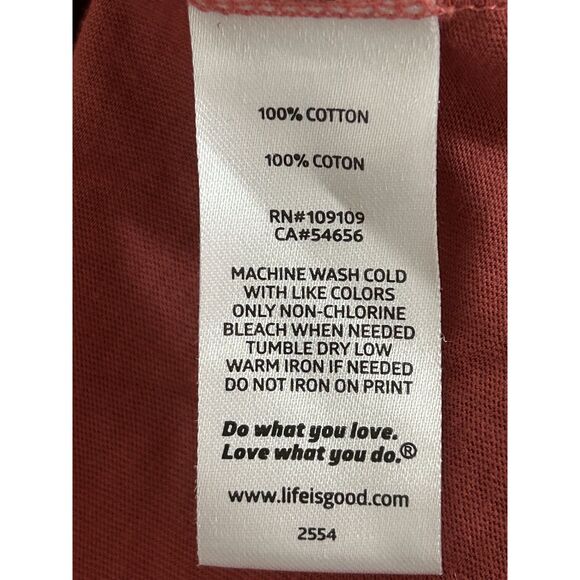 100% COTTON
100% COTON
RN#109109
CA#54656
MACHINE WASH COLD
WITH LIKE COLORS
ONLY NON-CHLORINE
BLEACH WHEN NEEDED
TUMBLE DRY LOW
WARM IRON IF NEEDED
DO NOT IRON ON PRINT
Do what you love.
Love what you do.®
www.lifeisgood.com
2554